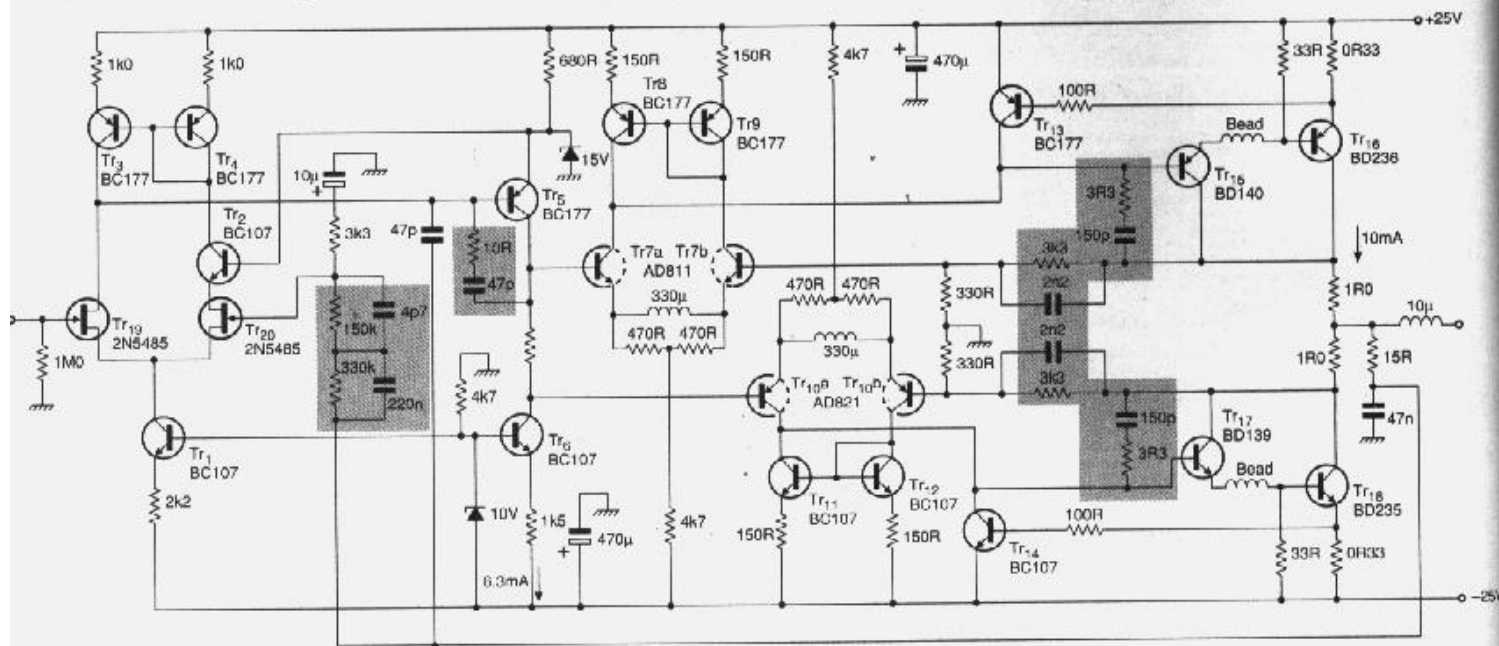 +25V
1k0
1k0
680R
150R
150R
4k7
470µ
33R
0R33
Tr8
BC177
100R
Tr3
BC177
Tr4
BC177
10µ
15V
Tr9
BC177
Tr13
BC177
Bead
Tr16
BD236
Tr5
BC177
Tr15
BD140
Tr2
BC107
3k3
47p
10R
47p
3R3
150p
10mA
Tr7a
Tr7b
AD811
3k3
2n2
1R0
330µ
470R
470R
330R
10µ
Tr19
2N5485
Tr20
2N5485
150k
4p7
470R
470R
2n2
1M0
330k
220n
330µ
330R
1R0
15R
4k7
Tr10a
Tr10b
AD821
3k3
150p
47n
Tr17
BD139
Tr1
BC107
Tr6
BC107
3R3
Bead
Tr11
BC107
Tr12
BC107
Tr18
BD235
2k2
10V
1k5
470µ
4k7
150R
150R
100R
Tr14
BC107
33R
0R33
6.3mA
-25V